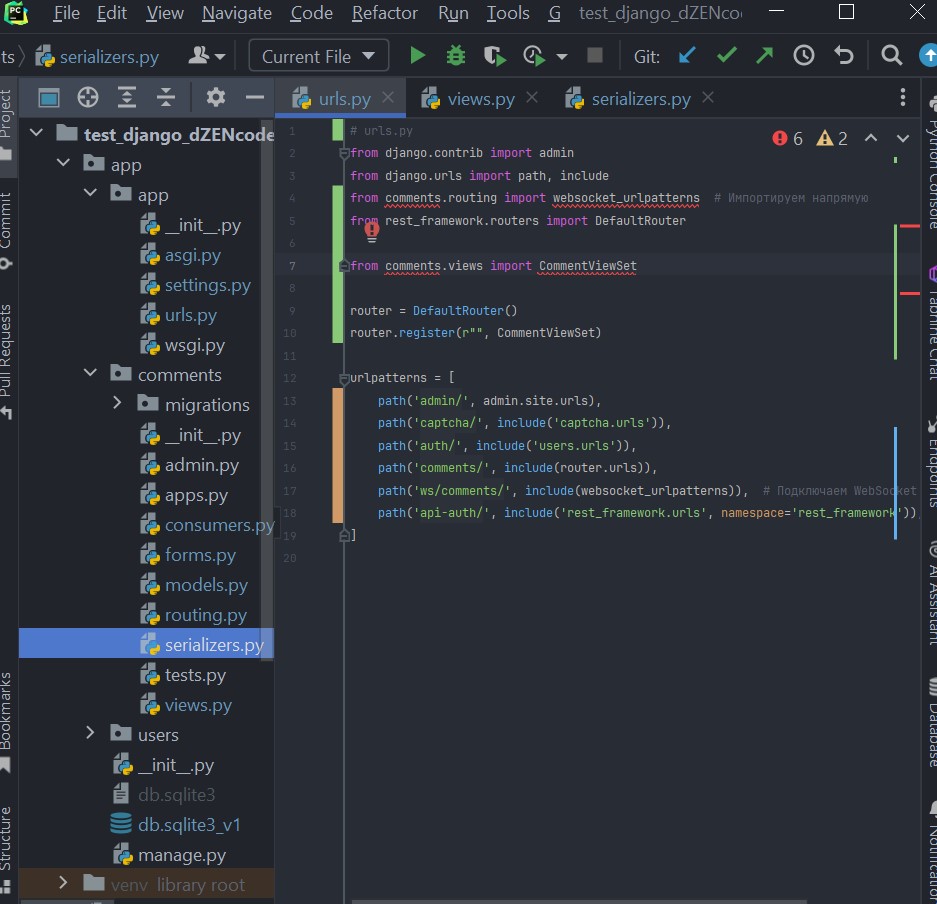 PC File Edit View Navigate Code Refactor Run Tools G test_django_dZENco
ts serializers.py Current File Git:
urls.py views.py serializers.py
Project
Commit
Pull Requests
Bookmarks
Structure
test_django_dZENcode
app
app
__init__.py
asgi.py
settings.py
urls.py
wsgi.py
comments
migrations
__init__.py
admin.py
apps.py
consumers.py
forms.py
models.py
routing.py
serializers.py
tests.py
views.py
users
__init__.py
db.sqlite3
db.sqlite3_v1
manage.py
venv library root
6 2
1 # urls.py
2 from django.contrib import admin
3 from django.urls import path, include
4 from comments.routing import websocket_urlpatterns # Импортируем напрямую
5 from rest_framework.routers import DefaultRouter
6
7 from comments.views import CommentViewSet
8
9 router = DefaultRouter()
10 router.register(r"", CommentViewSet)
11
12 urlpatterns = [
13 path('admin/', admin.site.urls),
14 path('captcha/', include('captcha.urls')),
15 path('auth/', include('users.urls')),
16 path('comments/', include(router.urls)),
17 path('ws/comments/', include(websocket_urlpatterns)), # Подключаем WebSocket
18 path('api-auth/', include('rest_framework.urls', namespace='rest_framework'))
19 ]
20
Python Console
Tabnine Chat
Endpoints
AI Assistant
Database
Notification